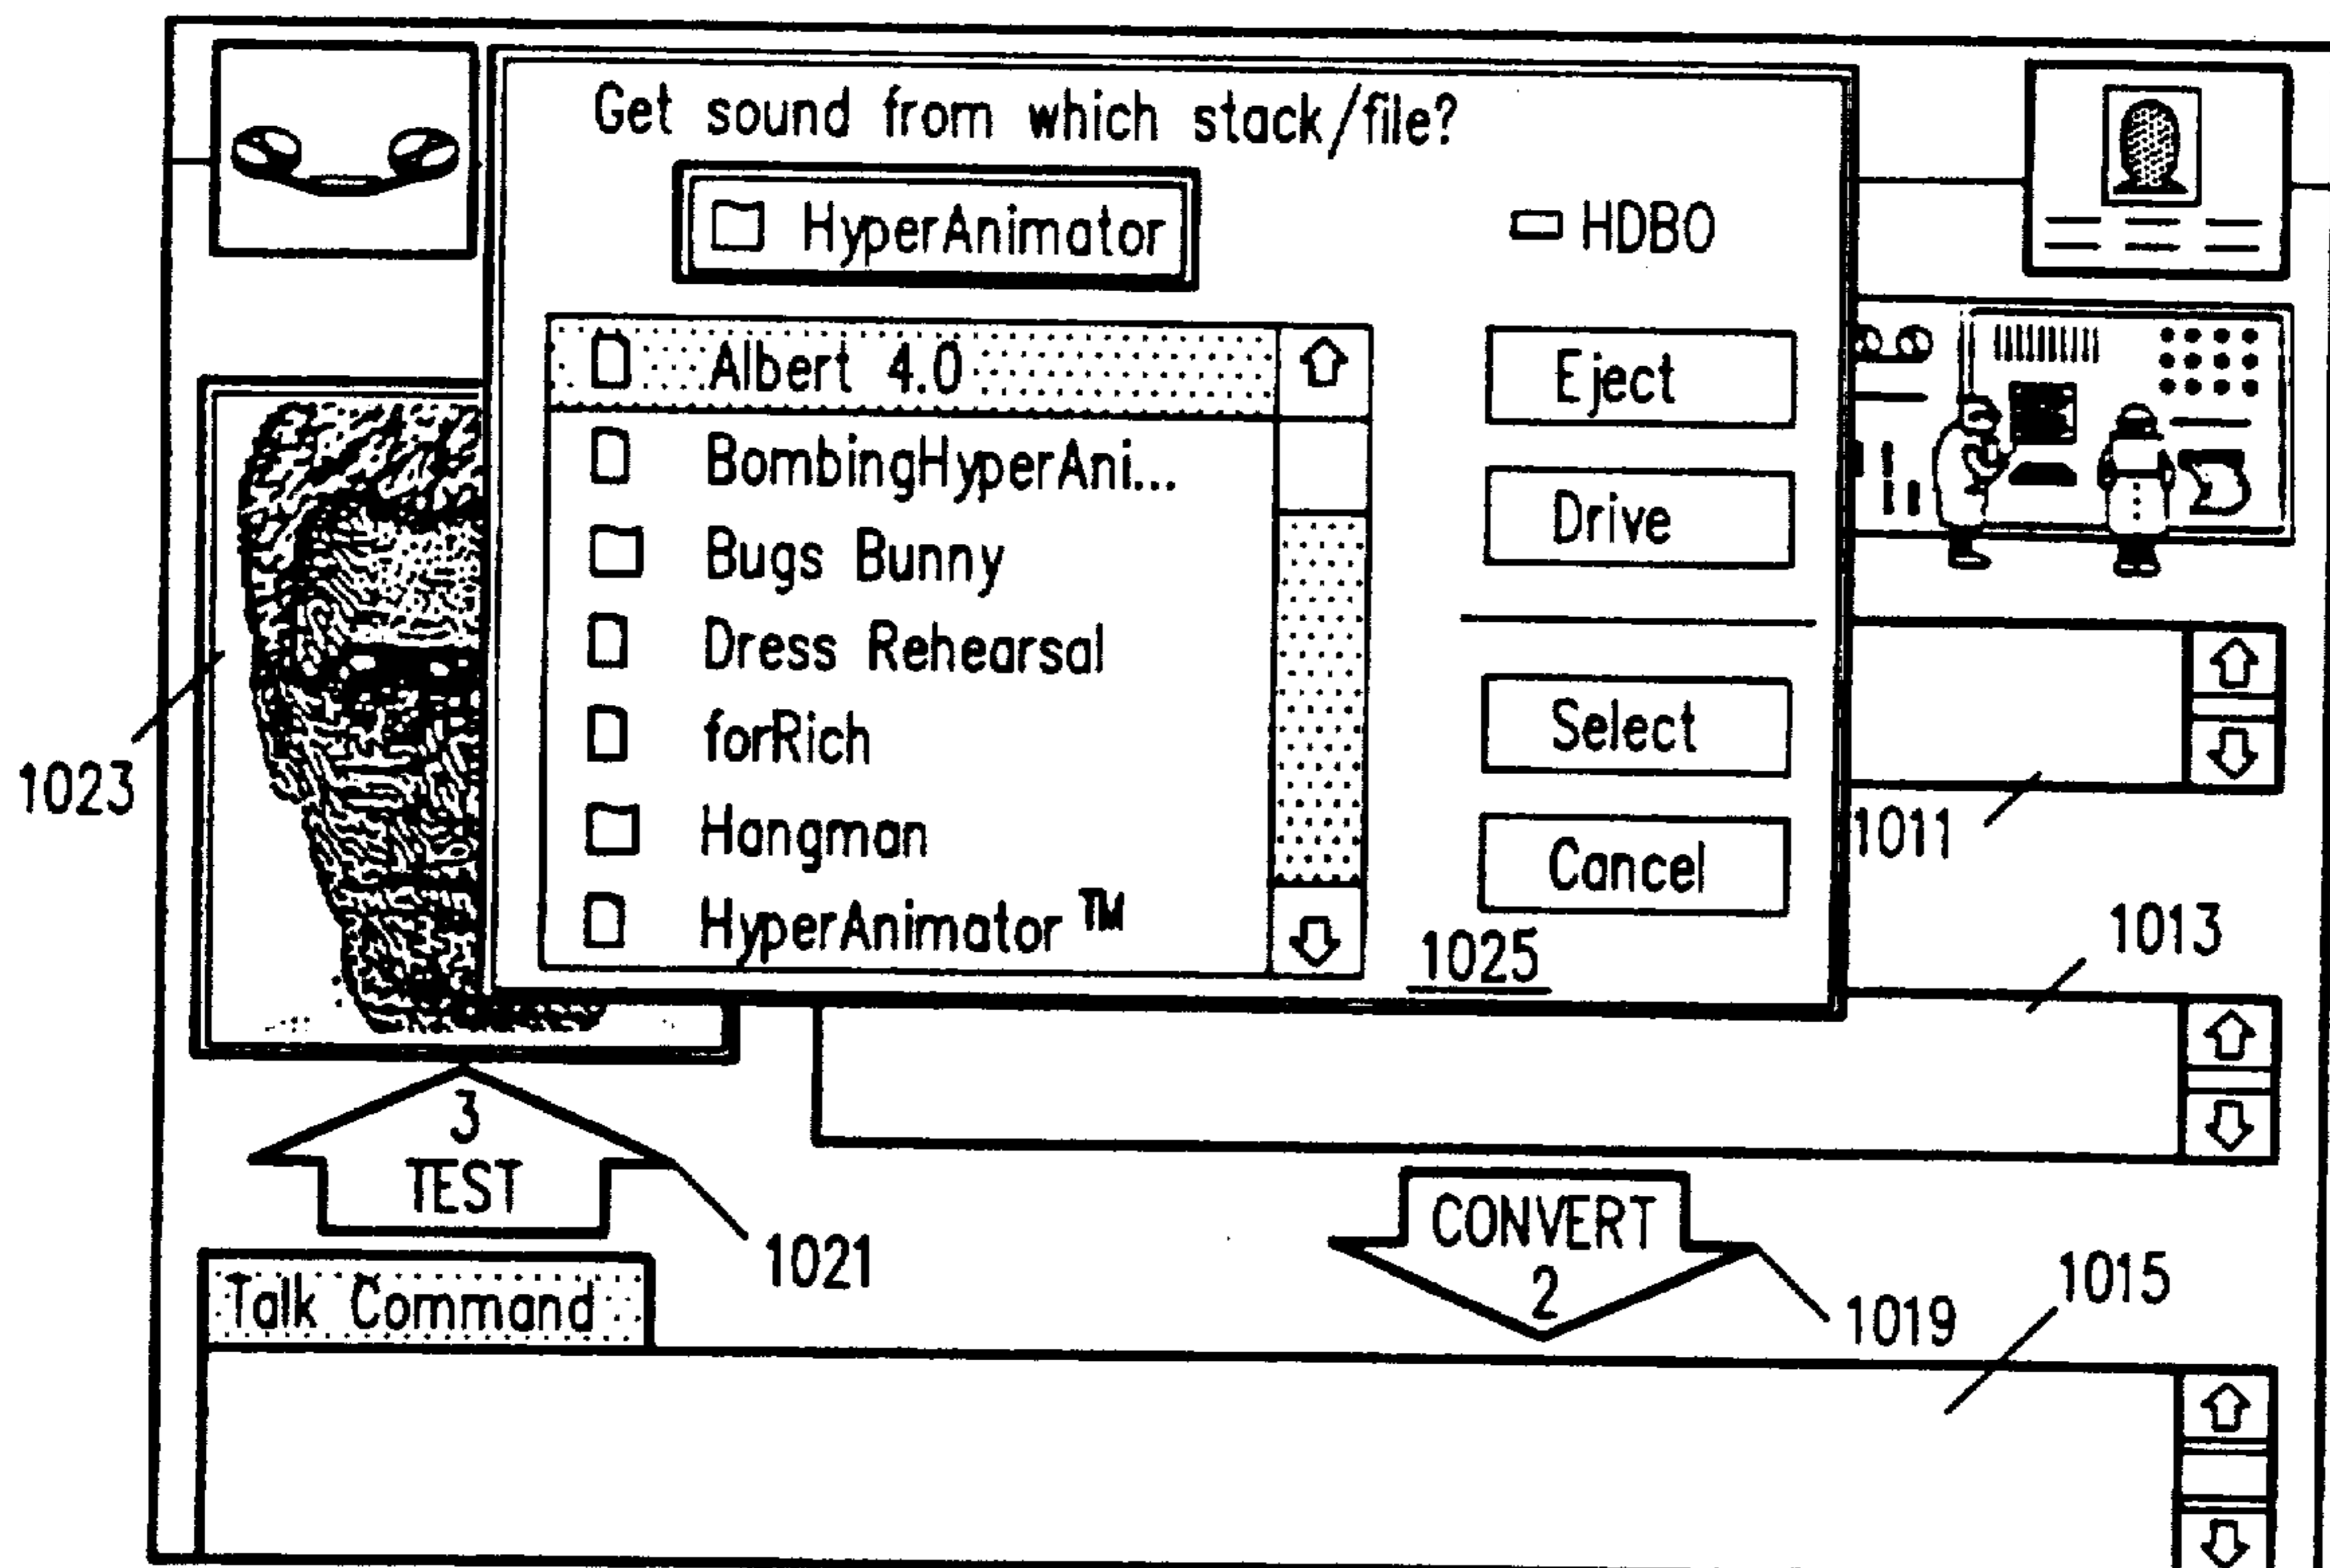 Get sound from which stack/file?
HyperAnimator
HDBO
Albert 4.0
Eject
BombingHyperAni...
Drive
Bugs Bunny
Dress Rehearsal
forRich
Select
Hangman
Cancel
HyperAnimator™
1025
1023
1011
1013
3
TEST
1021
CONVERT
2
1019
1015
Talk Command